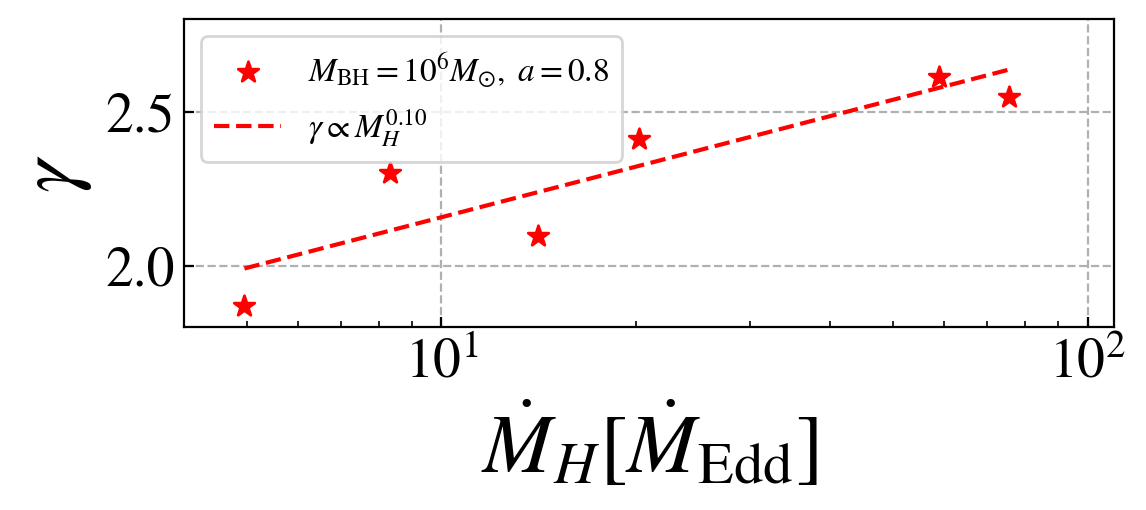 M_BH = 10^6 M_⊙, a = 0.8
γ ∝ M_H^0.10
γ
2.5
2.0
10^1
10^2
Ṁ_H[Ṁ_Edd]